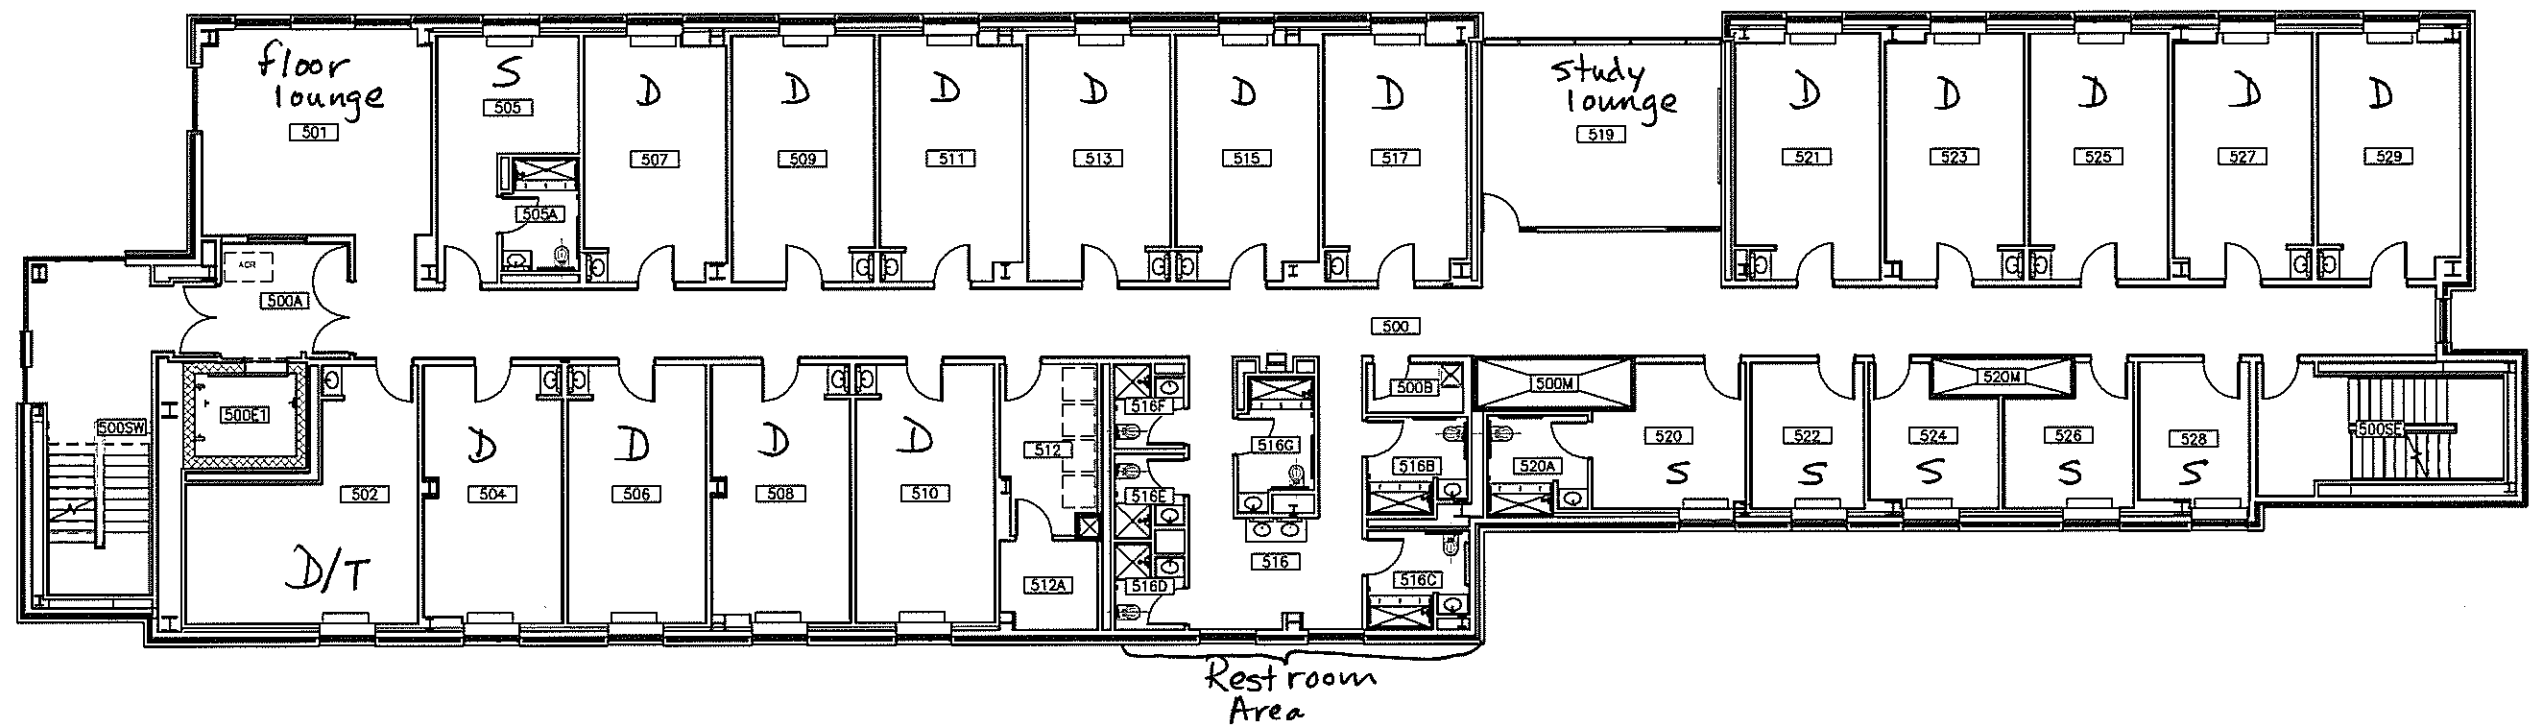 floor
lounge
501
S
505
505A
D
507
D
509
D
511
D
513
D
515
D
517
study
lounge
519
D
521
D
523
D
525
D
527
D
529
ACR
500A
500
500SW
500E1
502
D/T
D
504
D
506
D
508
D
510
512
512A
516F
516E
516D
516G
516
500B
516B
516C
500M
520A
520
S
522
S
520M
524
S
526
S
528
S
500SE
Restroom
Area